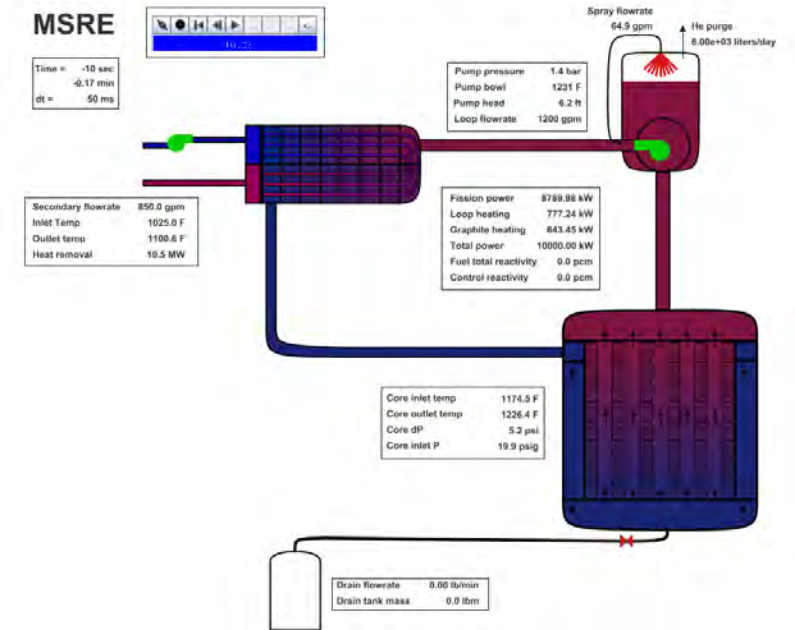 MSRE
Time = -10 sec
-0.17 min
dt = 50 ms
Spray flowrate
64.9 gpm
He purge
6.00e+03 liters/day
Pump pressure 1.4 bar
Pump bowl 1231 F
Pump head 6.2 ft
Loop flowrate 1200 gpm
Secondary flowrate 850.0 gpm
Inlet Temp 1025.0 F
Outlet temp 1100.6 F
Heat removal 10.5 MW
Fission power 8789.98 kW
Loop heating 777.24 kW
Graphite heating 643.45 kW
Total power 10000.00 kW
Fuel total reactivity 0.0 pcm
Control reactivity 0.0 pcm
Core inlet temp 1174.5 F
Core outlet temp 1226.4 F
Core dP 5.2 psi
Core inlet P 19.9 psig
Drain flowrate 0.00 lb/min
Drain tank mass 0.0 lbm